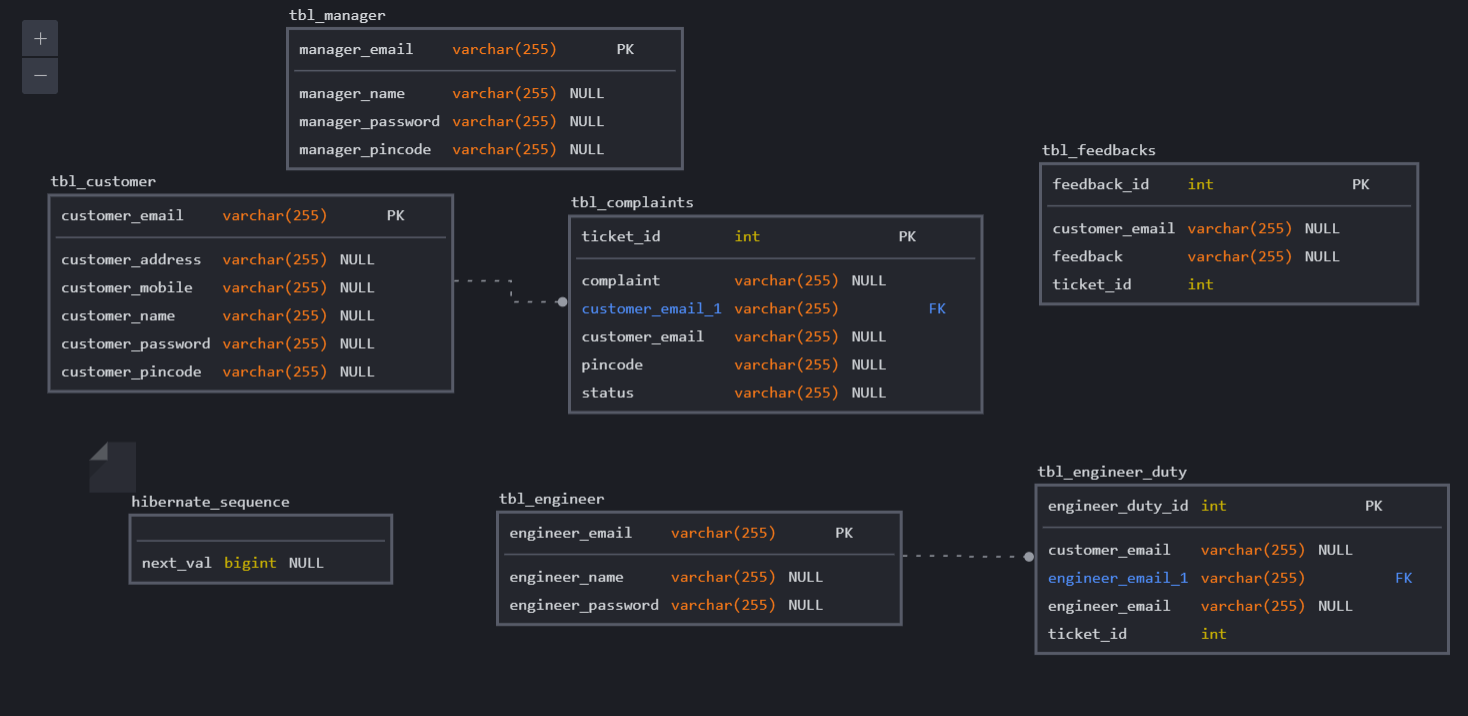 +
−
tbl_manager
manager_email varchar(255) PK
manager_name varchar(255) NULL
manager_password varchar(255) NULL
manager_pincode varchar(255) NULL
tbl_customer
customer_email varchar(255) PK
customer_address varchar(255) NULL
customer_mobile varchar(255) NULL
customer_name varchar(255) NULL
customer_password varchar(255) NULL
customer_pincode varchar(255) NULL
tbl_complaints
ticket_id int PK
complaint varchar(255) NULL
customer_email_1 varchar(255) FK
customer_email varchar(255) NULL
pincode varchar(255) NULL
status varchar(255) NULL
tbl_feedbacks
feedback_id int PK
customer_email varchar(255) NULL
feedback varchar(255) NULL
ticket_id int
hibernate_sequence
next_val bigint NULL
tbl_engineer
engineer_email varchar(255) PK
engineer_name varchar(255) NULL
engineer_password varchar(255) NULL
tbl_engineer_duty
engineer_duty_id int PK
customer_email varchar(255) NULL
engineer_email_1 varchar(255) FK
engineer_email varchar(255) NULL
ticket_id int